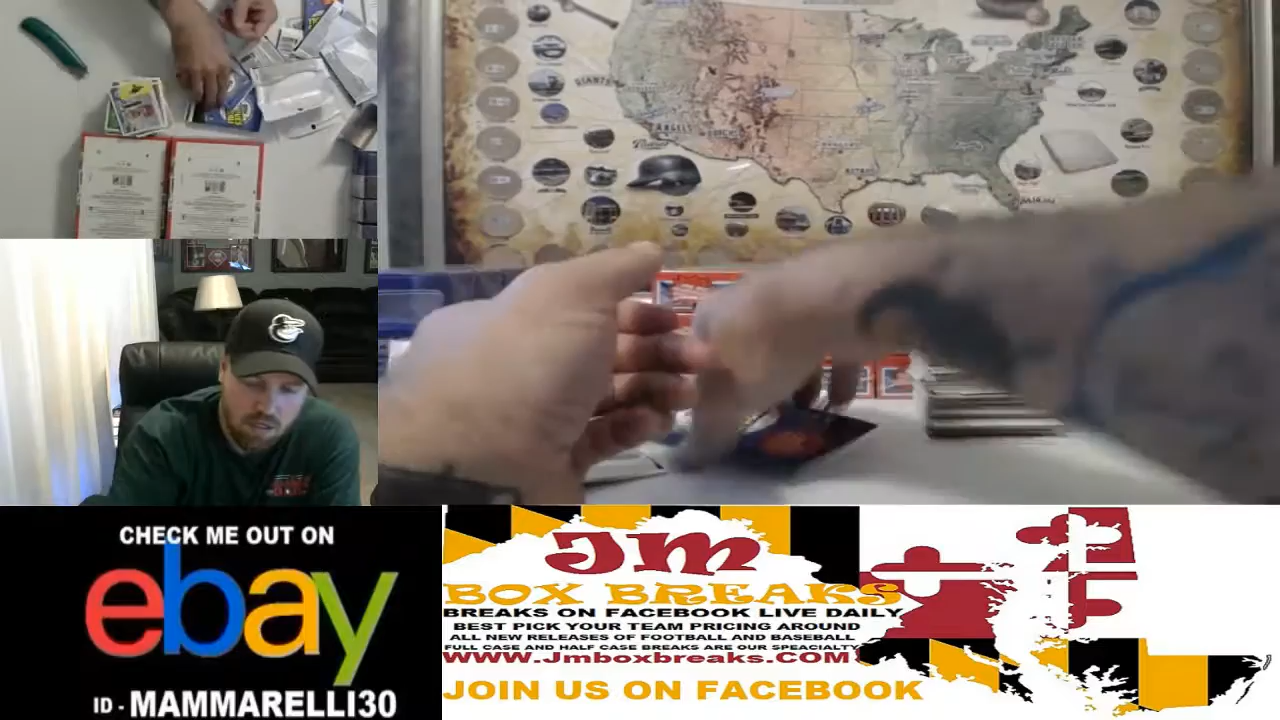 GIANTS
ANGELS
CHECK ME OUT ON
ebay
ID - MAMMARELLI30
JM
BOX BREAKS
BREAKS ON FACEBOOK LIVE DAILY
BEST PICK YOUR TEAM PRICING AROUND
ALL NEW RELEASES OF FOOTBALL AND BASEBALL
FULL CASE AND HALF CASE BREAKS ARE OUR SPEACIALTY
WWW.JmBOXBREAKS.COM
JOIN US ON FACEBOOK